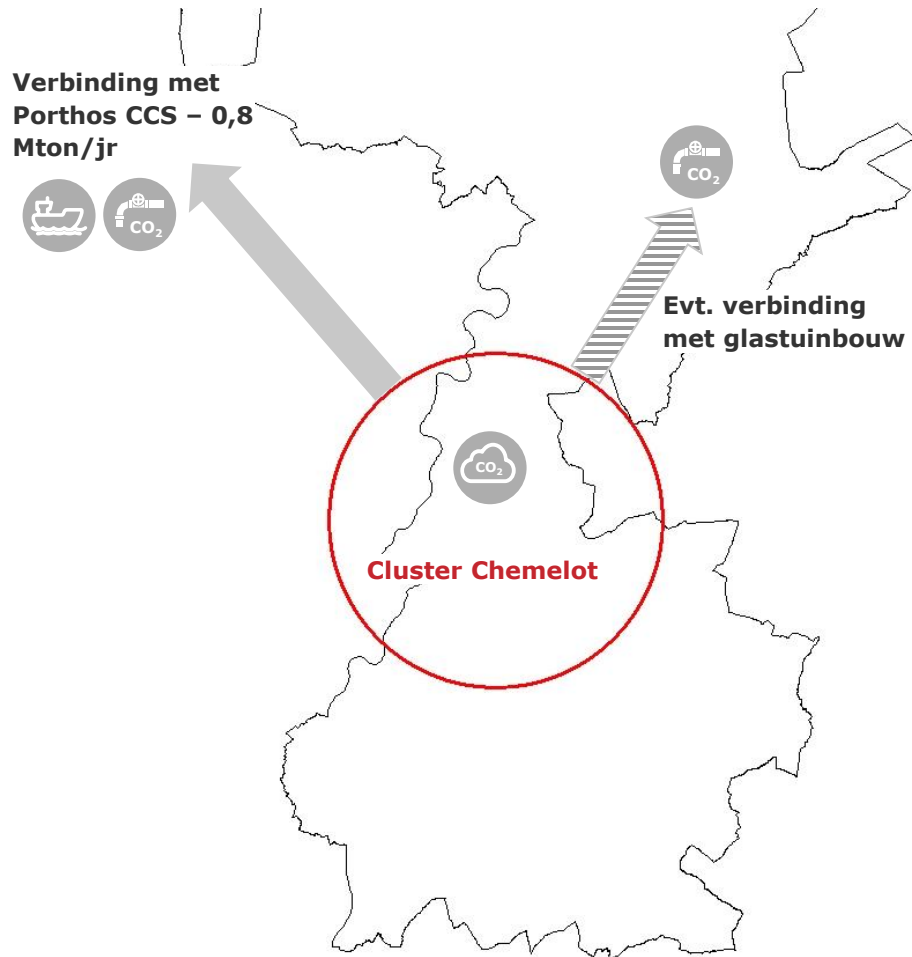 Verbinding met
Porthos CCS – 0,8
Mton/jr
CO₂
CO₂
Evt. verbinding
met glastuinbouw
CO₂
Cluster Chemelot